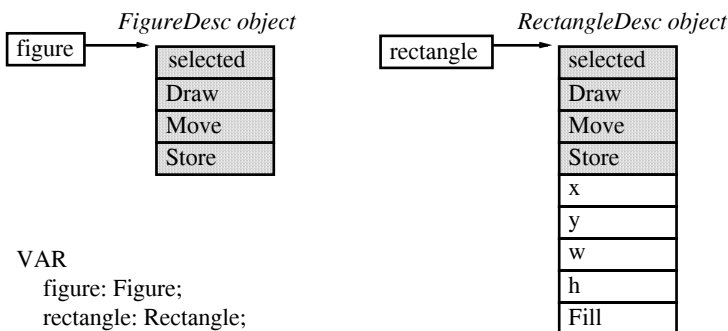 FigureDesc object
figure
selected
Draw
Move
Store
RectangleDesc object
rectangle
selected
Draw
Move
Store
x
y
w
h
Fill
VAR
figure: Figure;
rectangle: Rectangle;